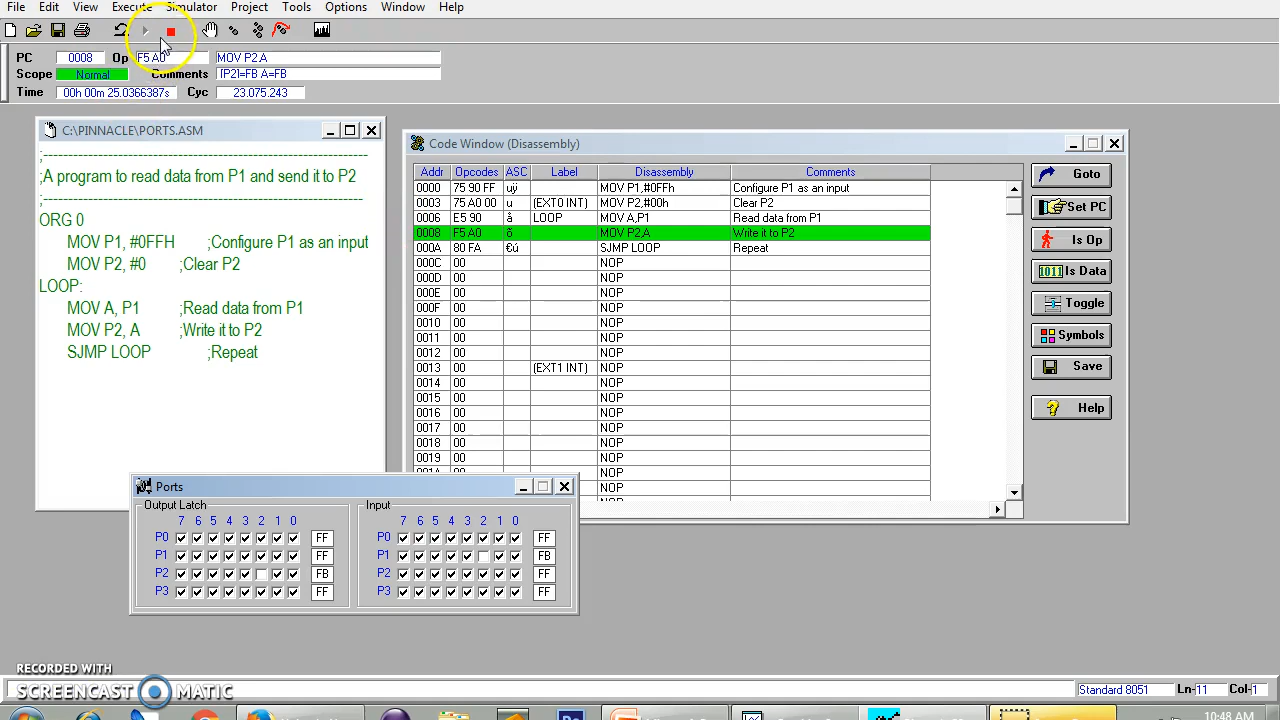 File Edit View Execute Simulator Project Tools Options Window Help
PC 0008 Op F5 A0 MOV P2,A
Scope Normal Comments [P2]=FB A=FB
Time 00h 00m 25.0366387s Cyc 23.075.243
C:\PINNACLE\PORTS.ASM
;---------------------------------------------------------------
;A program to read data from P1 and send it to P2
;---------------------------------------------------------------
ORG 0
MOV P1, #0FFH ;Configure P1 as an input
MOV P2, #0 ;Clear P2
LOOP:
MOV A, P1 ;Read data from P1
MOV P2, A ;Write it to P2
SJMP LOOP ;Repeat
Code Window (Disassembly)
Addr Opcodes ASC Label Disassembly Comments
0000 75 90 FF uÿ MOV P1,#0FFh Configure P1 as an input
0003 75 A0 00 u (EXT0 INT) MOV P2,#00h Clear P2
0006 E5 90 å LOOP MOV A,P1 Read data from P1
0008 F5 A0 õ MOV P2,A Write it to P2
000A 80 FA €ú SJMP LOOP Repeat
000C 00 NOP
000D 00 NOP
000E 00 NOP
000F 00 NOP
0010 00 NOP
0011 00 NOP
0012 00 NOP
0013 00 (EXT1 INT) NOP
0014 00 NOP
0015 00 NOP
0016 00 NOP
0017 00 NOP
0018 00 NOP
0019 00 NOP
001A 00 NOP
Goto
Set PC
Is Op
1011 Is Data
Toggle
Symbols
Save
Help
Ports
Output Latch
7 6 5 4 3 2 1 0
P0 FF
P1 FF
P2 FB
P3 FF
Input
7 6 5 4 3 2 1 0
P0 FF
P1 FB
P2 FF
P3 FF
RECORDED WITH
SCREENCAST MATIC
Standard 8051 Ln-11 Col-1